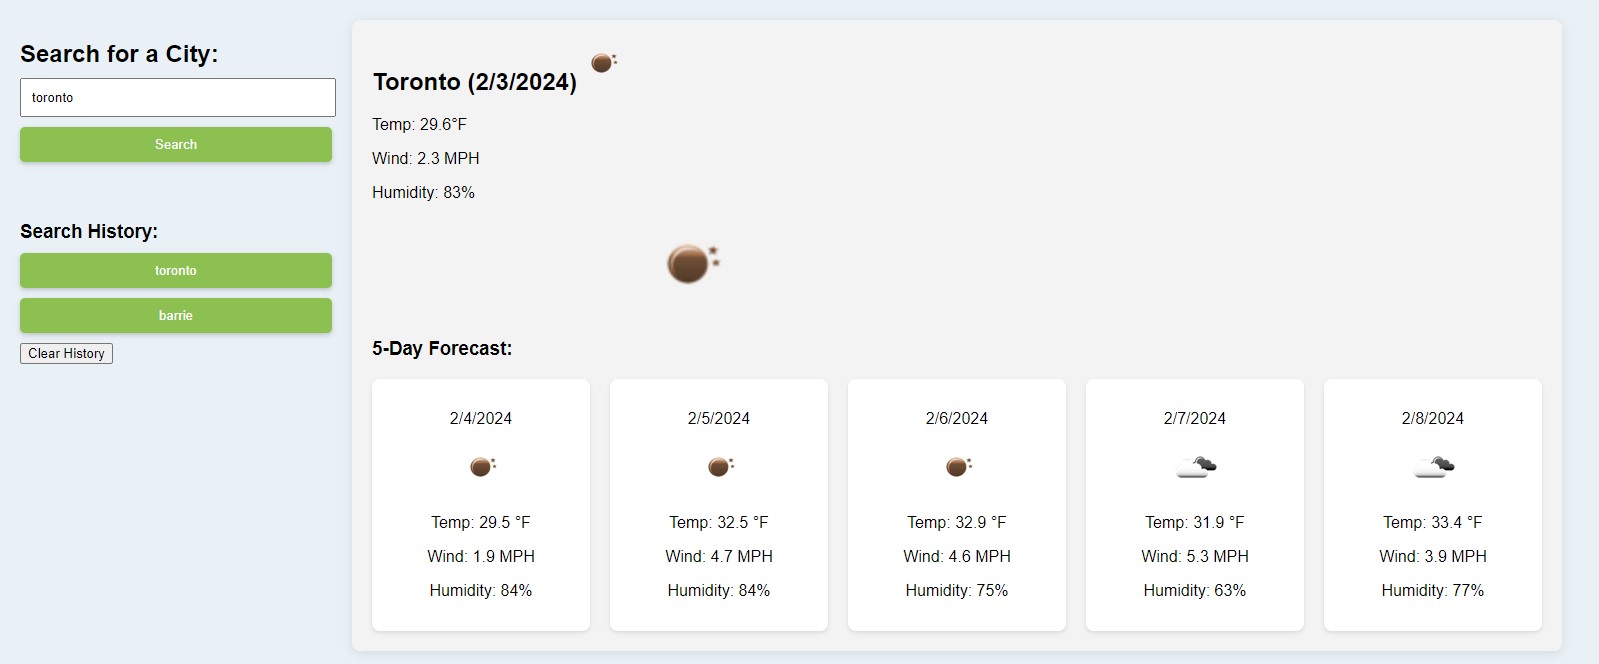 Search for a City:
toronto
Search
Search History:
toronto
barrie
Clear History
Toronto (2/3/2024)
Temp: 29.6°F
Wind: 2.3 MPH
Humidity: 83%
5-Day Forecast:
2/4/2024
Temp: 29.5 °F
Wind: 1.9 MPH
Humidity: 84%
2/5/2024
Temp: 32.5 °F
Wind: 4.7 MPH
Humidity: 84%
2/6/2024
Temp: 32.9 °F
Wind: 4.6 MPH
Humidity: 75%
2/7/2024
Temp: 31.9 °F
Wind: 5.3 MPH
Humidity: 63%
2/8/2024
Temp: 33.4 °F
Wind: 3.9 MPH
Humidity: 77%